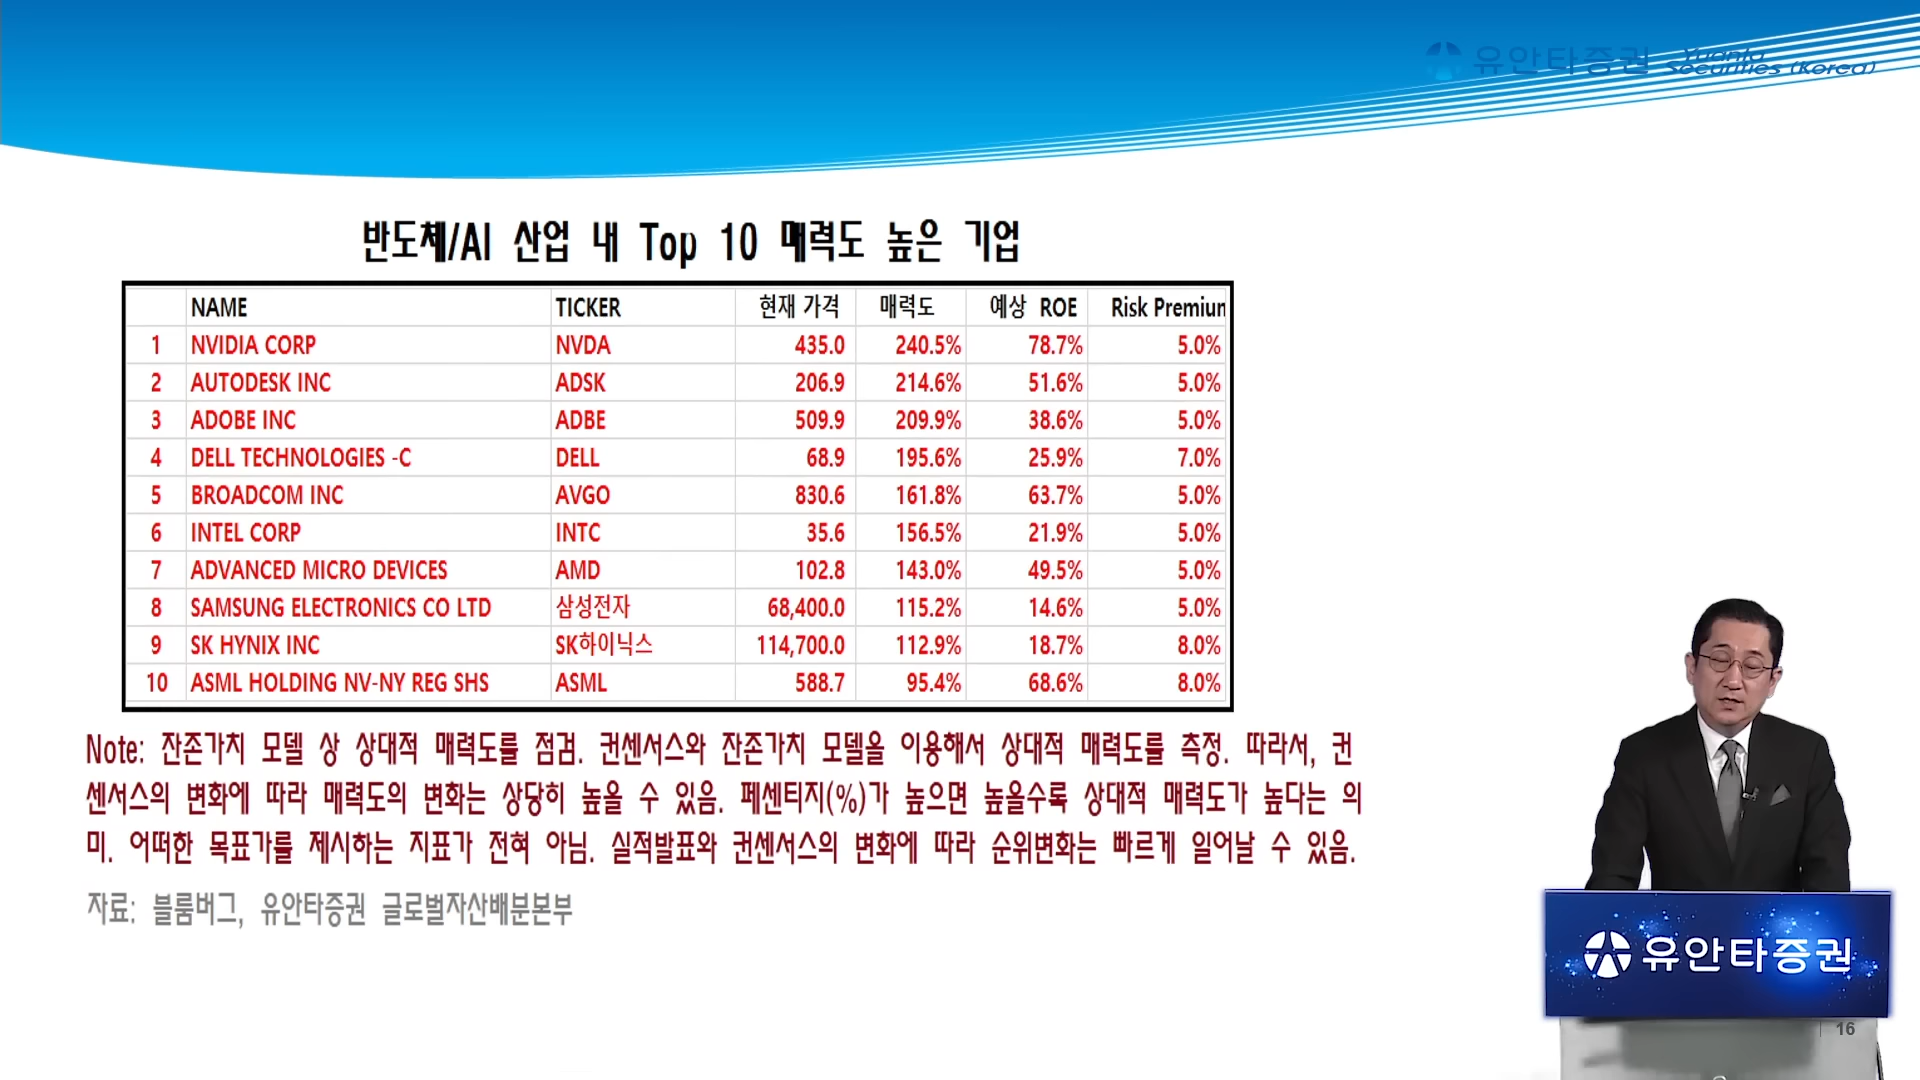 유안타증권 Yuanta Securities (Korea)
반도체/AI 산업 내 Top 10 매력도 높은 기업
NAME TICKER 현재 가격 매력도 예상 ROE Risk Premiun
1 NVIDIA CORP NVDA 435.0 240.5% 78.7% 5.0%
2 AUTODESK INC ADSK 206.9 214.6% 51.6% 5.0%
3 ADOBE INC ADBE 509.9 209.9% 38.6% 5.0%
4 DELL TECHNOLOGIES -C DELL 68.9 195.6% 25.9% 7.0%
5 BROADCOM INC AVGO 830.6 161.8% 63.7% 5.0%
6 INTEL CORP INTC 35.6 156.5% 21.9% 5.0%
7 ADVANCED MICRO DEVICES AMD 102.8 143.0% 49.5% 5.0%
8 SAMSUNG ELECTRONICS CO LTD 삼성전자 68,400.0 115.2% 14.6% 5.0%
9 SK HYNIX INC SK하이닉스 114,700.0 112.9% 18.7% 8.0%
10 ASML HOLDING NV-NY REG SHS ASML 588.7 95.4% 68.6% 8.0%
Note: 잔존가치 모델 상 상대적 매력도를 점검. 컨센서스와 잔존가치 모델을 이용해서 상대적 매력도를 측정. 따라서, 컨
센서스의 변화에 따라 매력도의 변화는 상당히 높을 수 있음. 페센티지(%)가 높으면 높을수록 상대적 매력도가 높다는 의
미. 어떠한 목표가를 제시하는 지표가 전혀 아님. 실적발표와 컨센서스의 변화에 따라 순위변화는 빠르게 일어날 수 있음.
자료: 블룸버그, 유안타증권 글로벌자산배분본부
유안타증권
16